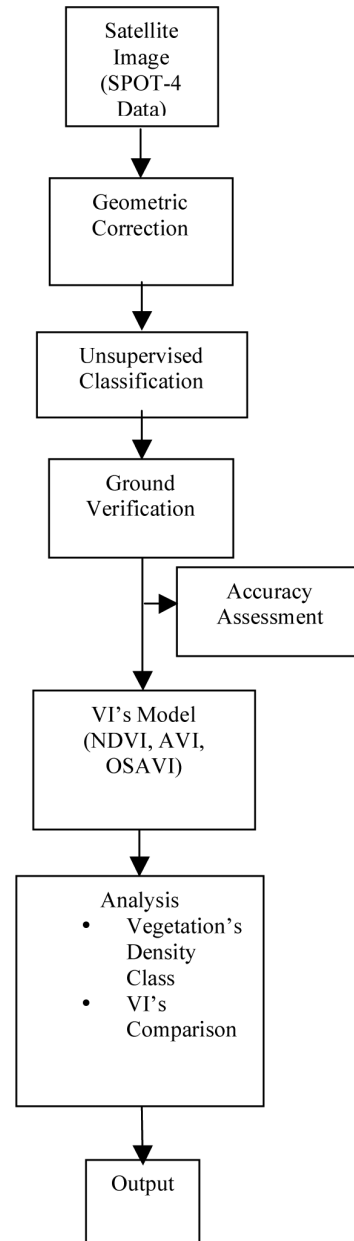 Satellite
Image
(SPOT-4
Data)
Geometric
Correction
Unsupervised
Classification
Ground
Verification
Accuracy
Assessment
VI’s Model
(NDVI, AVI,
OSAVI)
Analysis
• Vegetation’s
Density
Class
• VI’s
Comparison
Output